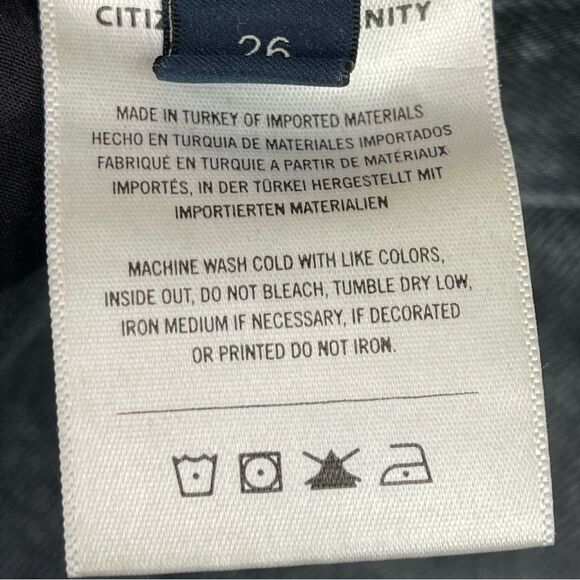 CITIZ NITY
26
MADE IN TURKEY OF IMPORTED MATERIALS
HECHO EN TURQUIA DE MATERIALES IMPORTADOS
FABRIQUÉ EN TURQUIE A PARTIR DE MATÉRIAUX
IMPORTÉS, IN DER TÜRKEI HERGESTELLT MIT
IMPORTIERTEN MATERIALIEN
MACHINE WASH COLD WITH LIKE COLORS,
INSIDE OUT, DO NOT BLEACH, TUMBLE DRY LOW,
IRON MEDIUM IF NECESSARY, IF DECORATED
OR PRINTED DO NOT IRON.